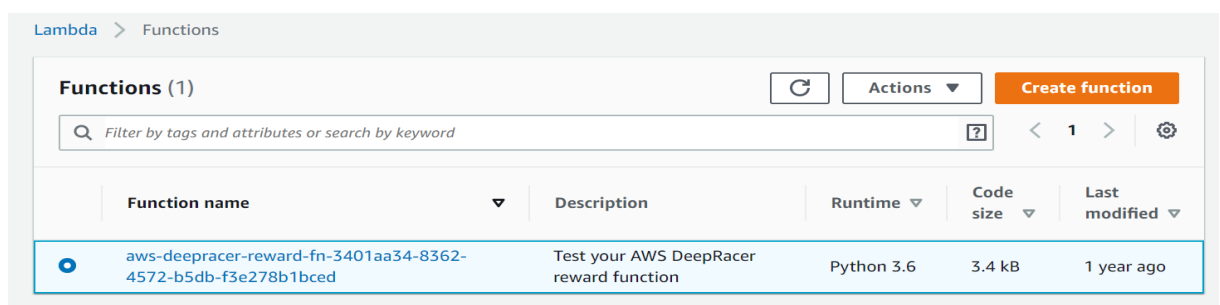 Lambda > Functions
Functions (1)
Actions
Create function
Filter by tags and attributes or search by keyword
?
< 1 >
Function name
Description
Runtime
Code size
Last modified
aws-deepracer-reward-fn-3401aa34-8362-
4572-b5db-f3e278b1bced
Test your AWS DeepRacer
reward function
Python 3.6
3.4 kB
1 year ago